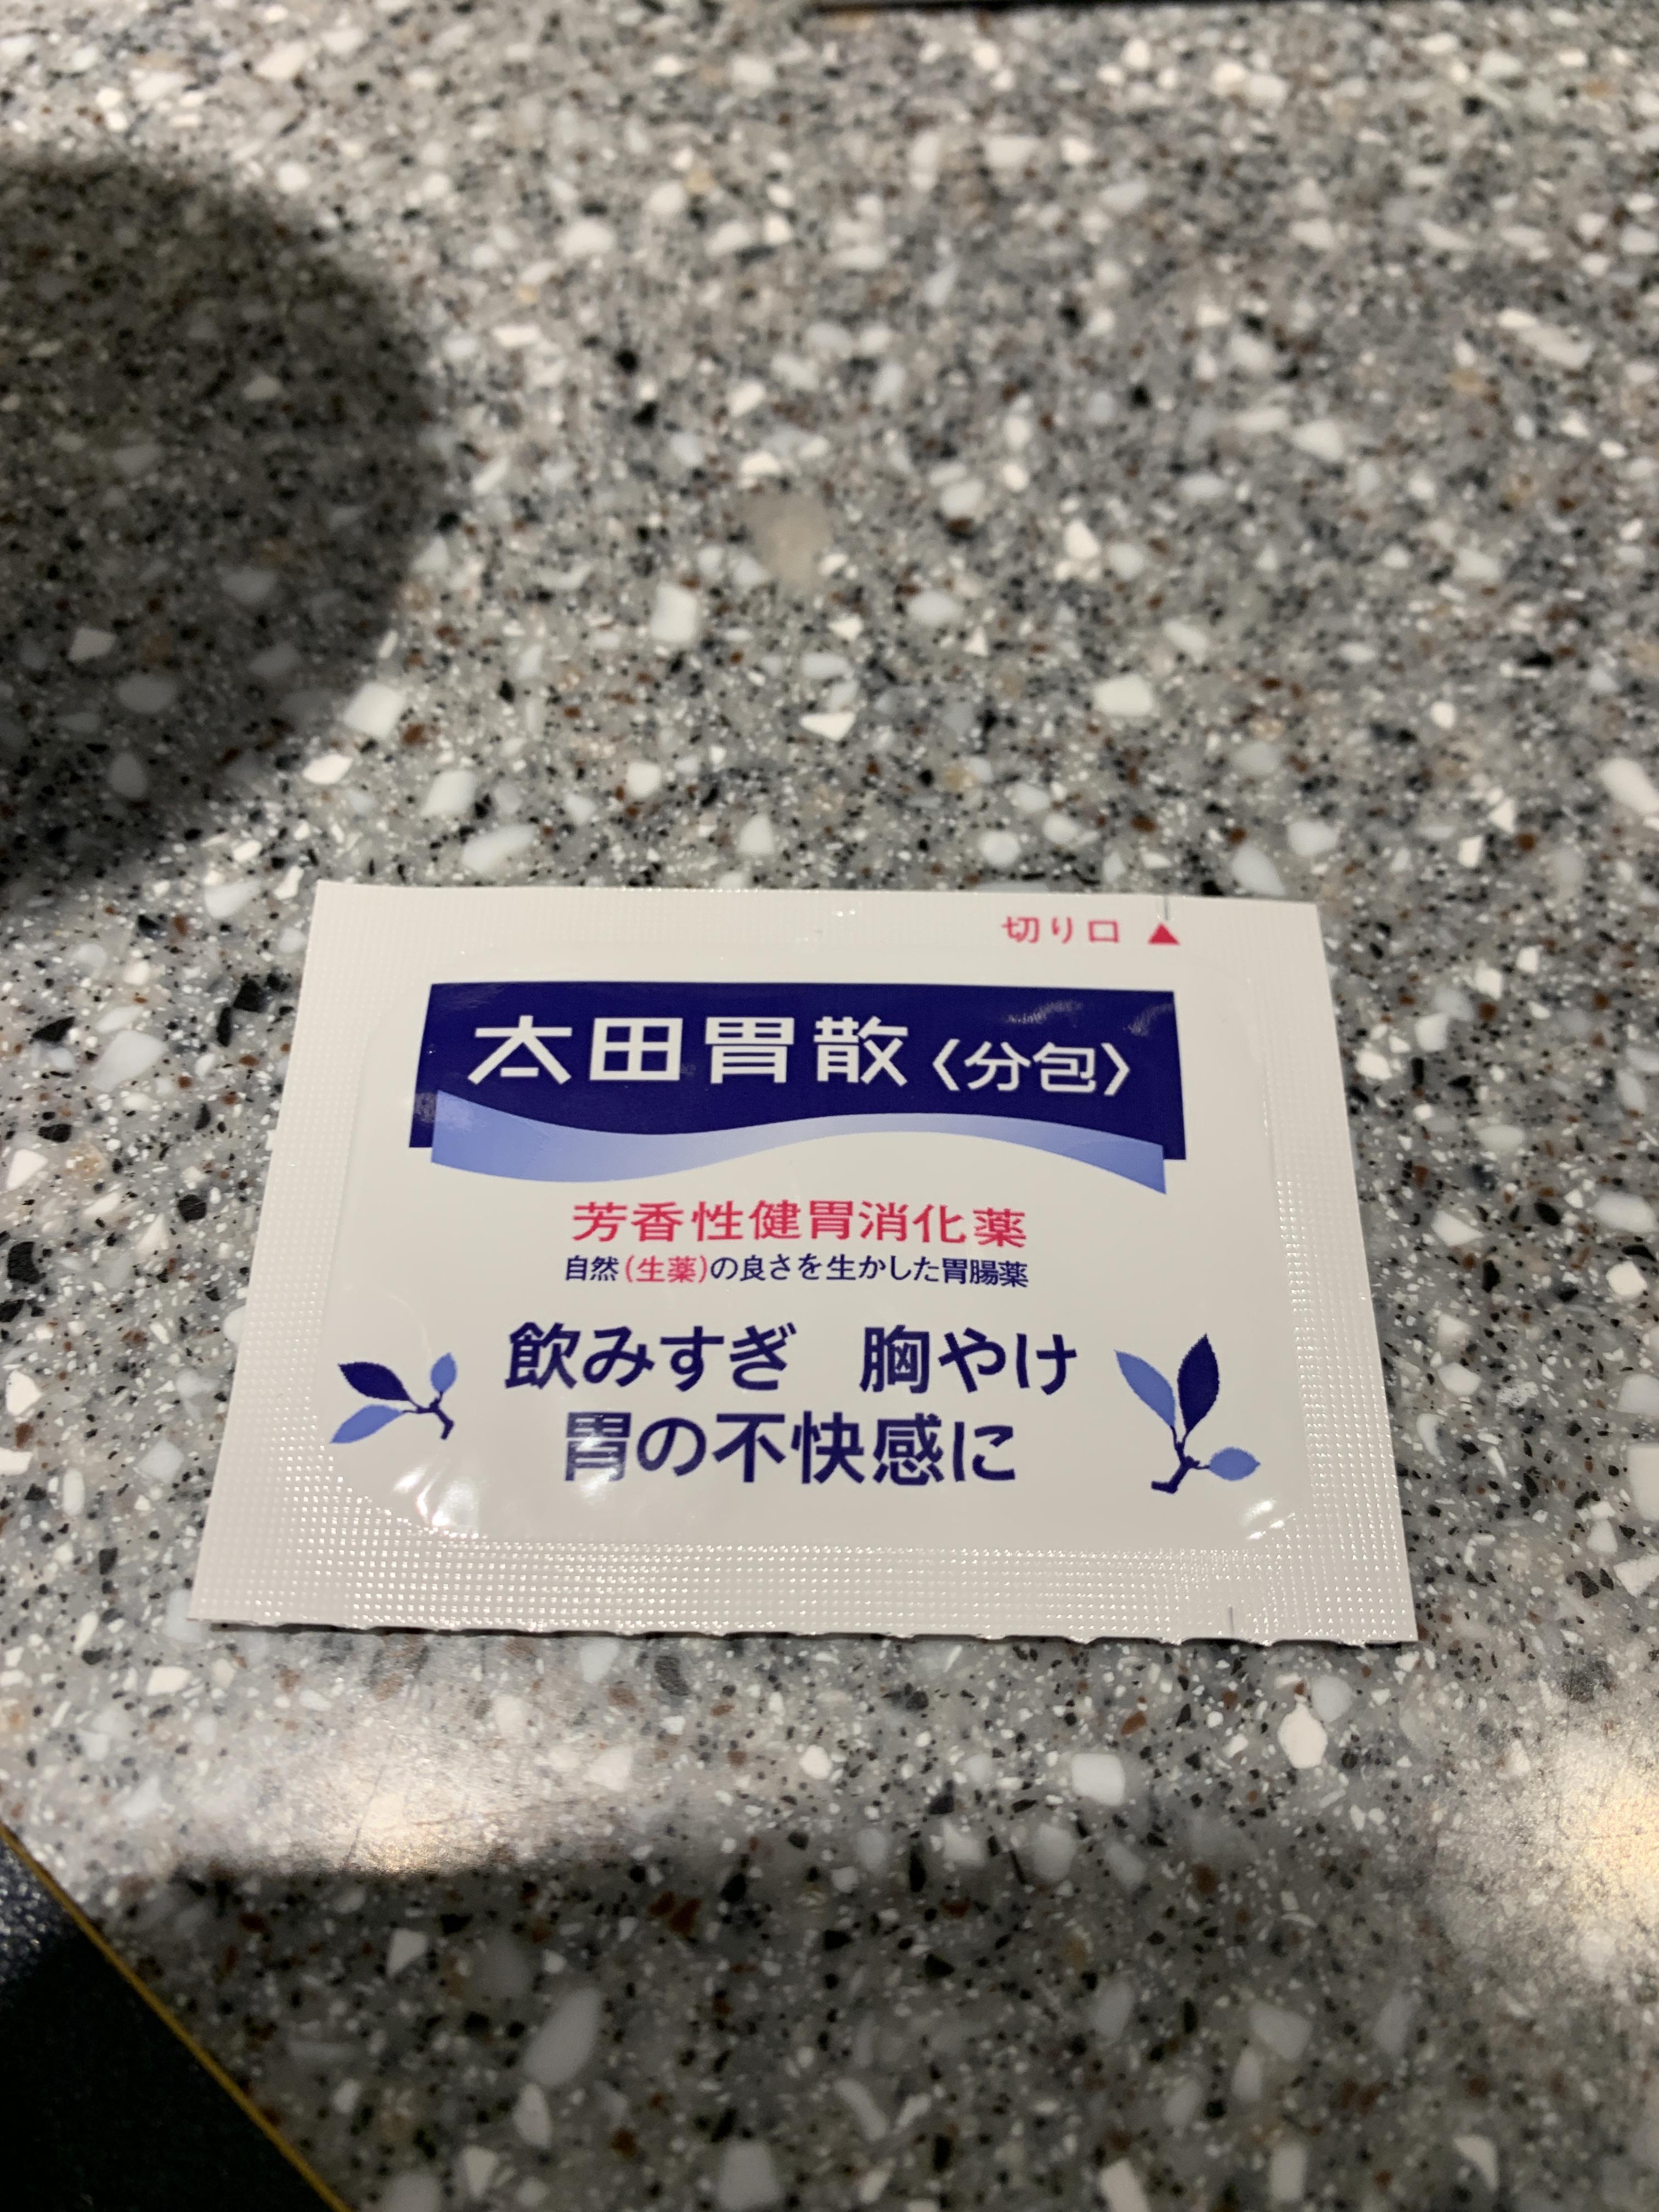 切り口 ▲
太田胃散〈分包〉
芳香性健胃消化薬
自然(生薬)の良さを生かした胃腸薬
飲みすぎ 胸やけ
胃の不快感に